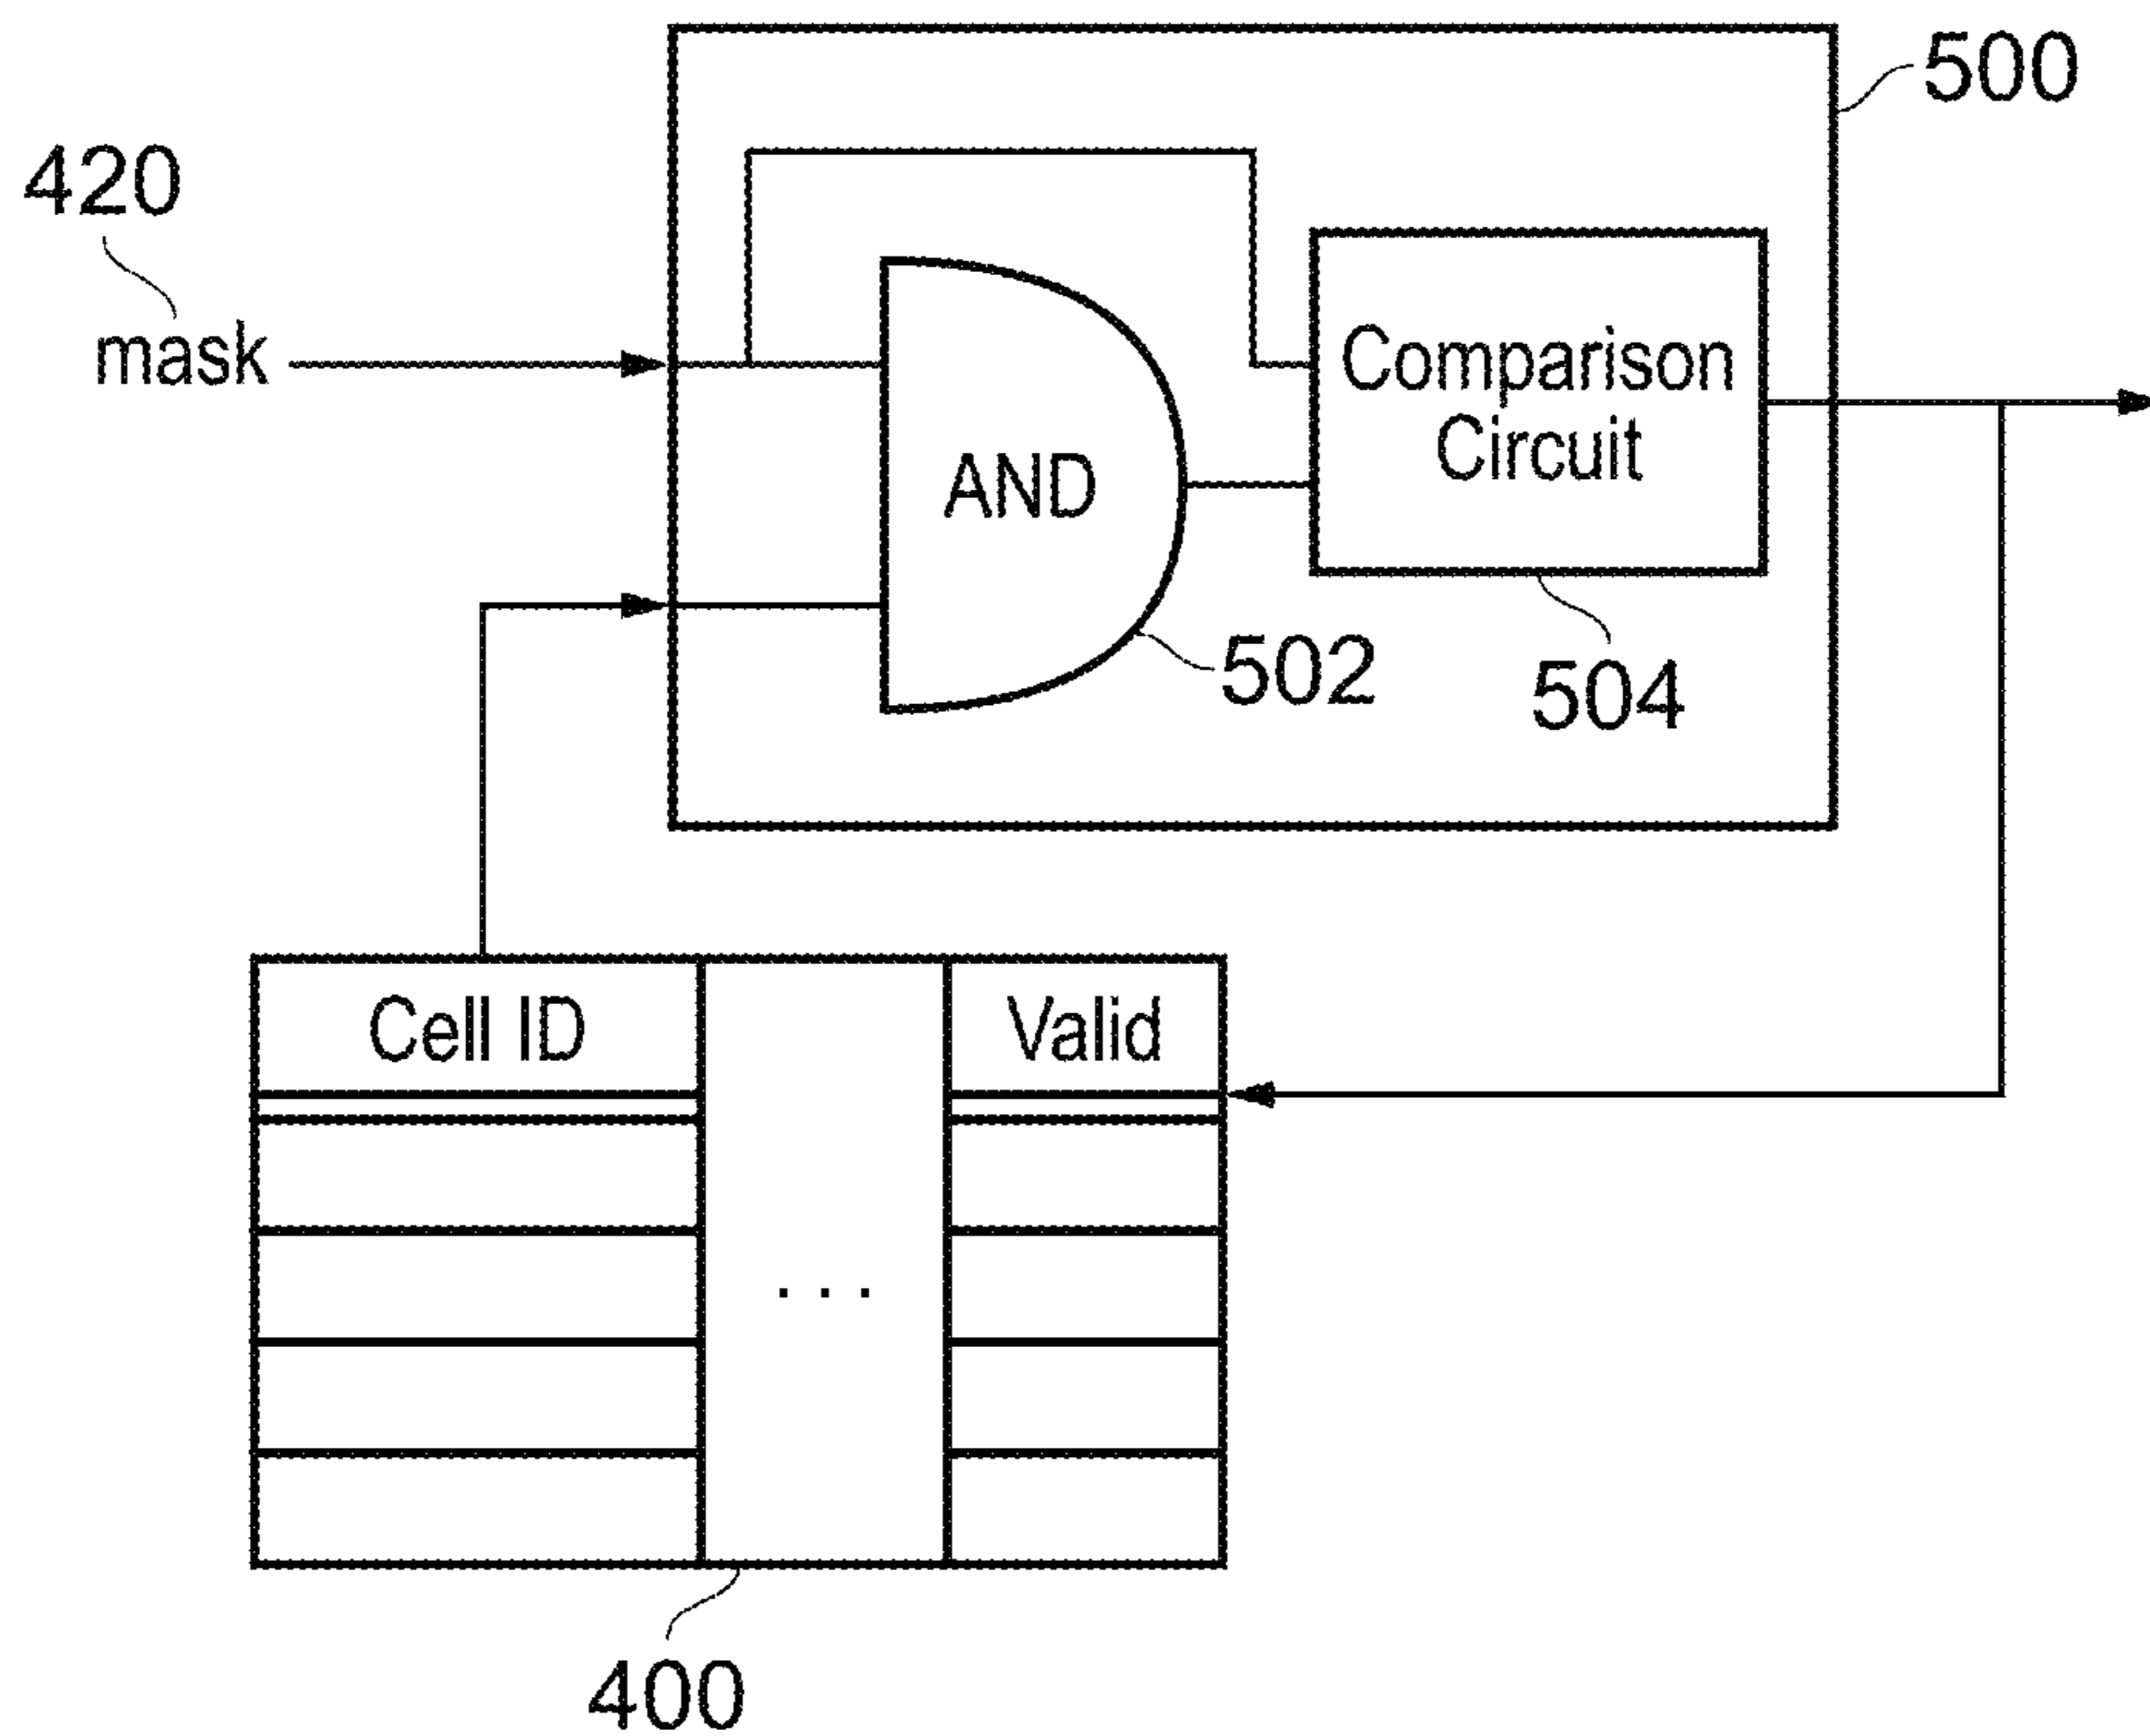 500
420
mask
Comparison
Circuit
AND
502
504
Cell ID
Valid
. . .
400